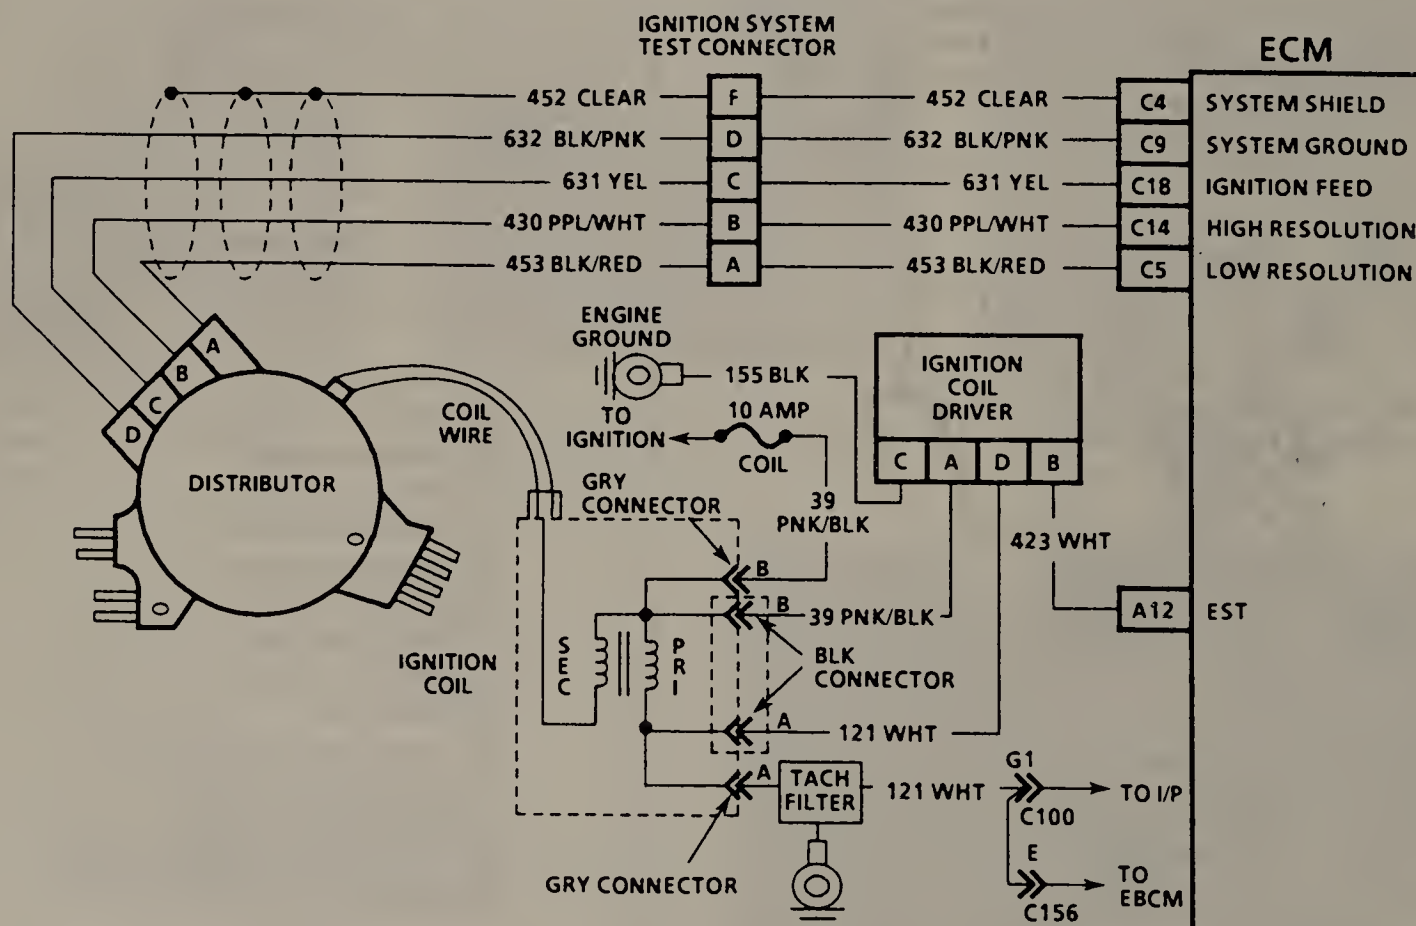 IGNITION SYSTEM
TEST CONNECTOR
ECM
452 CLEAR F 452 CLEAR C4 SYSTEM SHIELD
632 BLK/PNK D 632 BLK/PNK C9 SYSTEM GROUND
631 YEL C 631 YEL C18 IGNITION FEED
430 PPL/WHT B 430 PPL/WHT C14 HIGH RESOLUTION
453 BLK/RED A 453 BLK/RED C5 LOW RESOLUTION
A
B
C
D
DISTRIBUTOR
COIL
WIRE
ENGINE
GROUND
155 BLK
TO
IGNITION
10 AMP
COIL
IGNITION
COIL
DRIVER
C A D B
GRY
CONNECTOR
39
PNK/BLK
423 WHT
A12 EST
B
B
39 PNK/BLK
SEC
PRI
BLK
CONNECTOR
IGNITION
COIL
A
121 WHT
A
TACH
FILTER
121 WHT
G1
C100
TO I/P
E
C156
TO
EBCM
GRY CONNECTOR